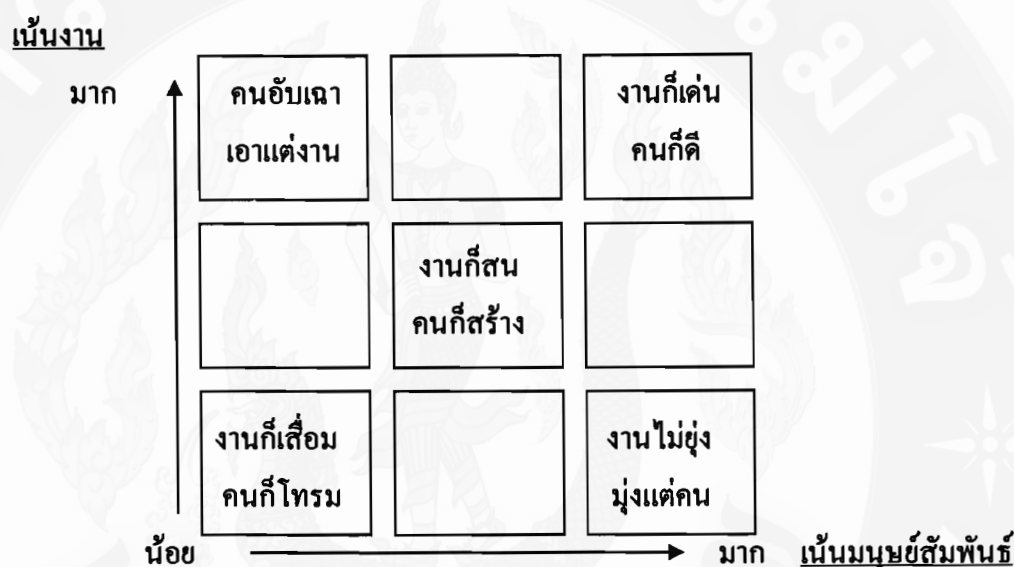 เน้นงาน
มาก
คนอับเฉา
เอาแต่งาน
งานก็เด่น
คนก็ดี
งานก็สน
คนก็สร้าง
งานก็เสื่อม
คนก็โทรม
งานไม่ยุ่ง
มุ่งแต่คน
น้อย
มาก
เน้นมนุษย์สัมพันธ์